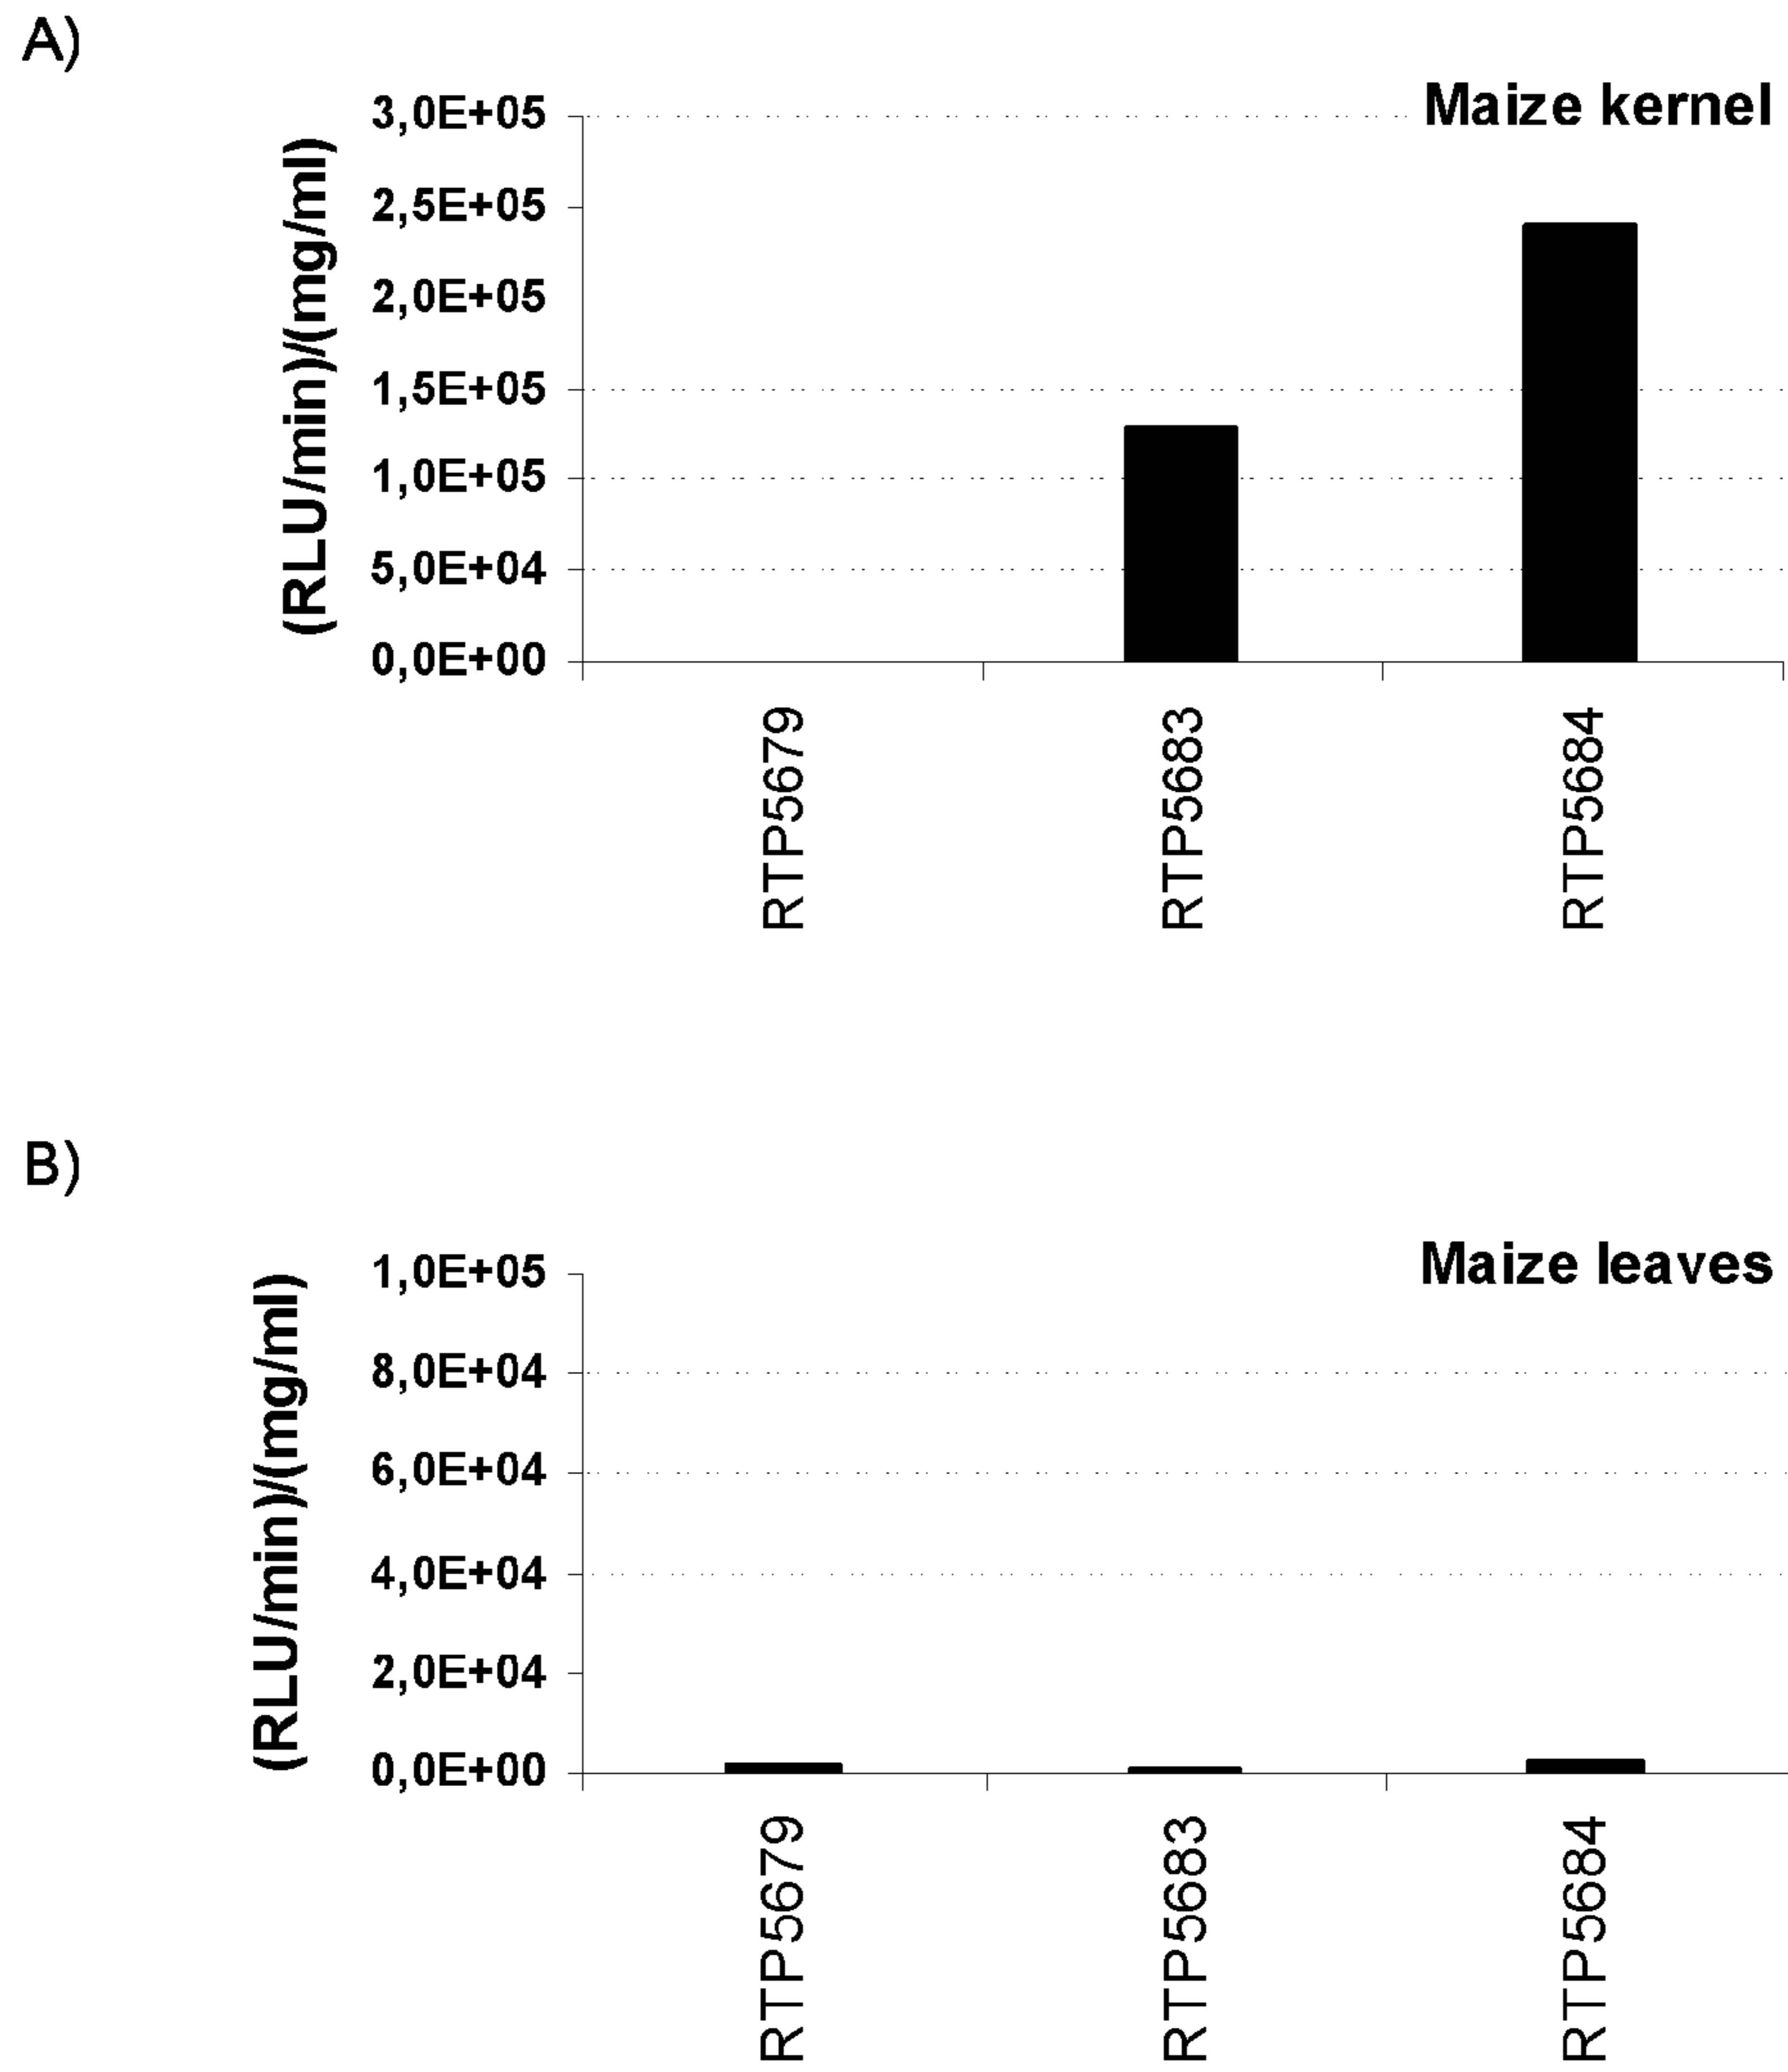 A)
Maize kernel
(RLU/min)/(mg/ml)
3,0E+05
2,5E+05
2,0E+05
1,5E+05
1,0E+05
5,0E+04
0,0E+00
RTP5679
RTP5683
RTP5684
B)
Maize leaves
(RLU/min)/(mg/ml)
1,0E+05
8,0E+04
6,0E+04
4,0E+04
2,0E+04
0,0E+00
RTP5679
RTP5683
RTP5684